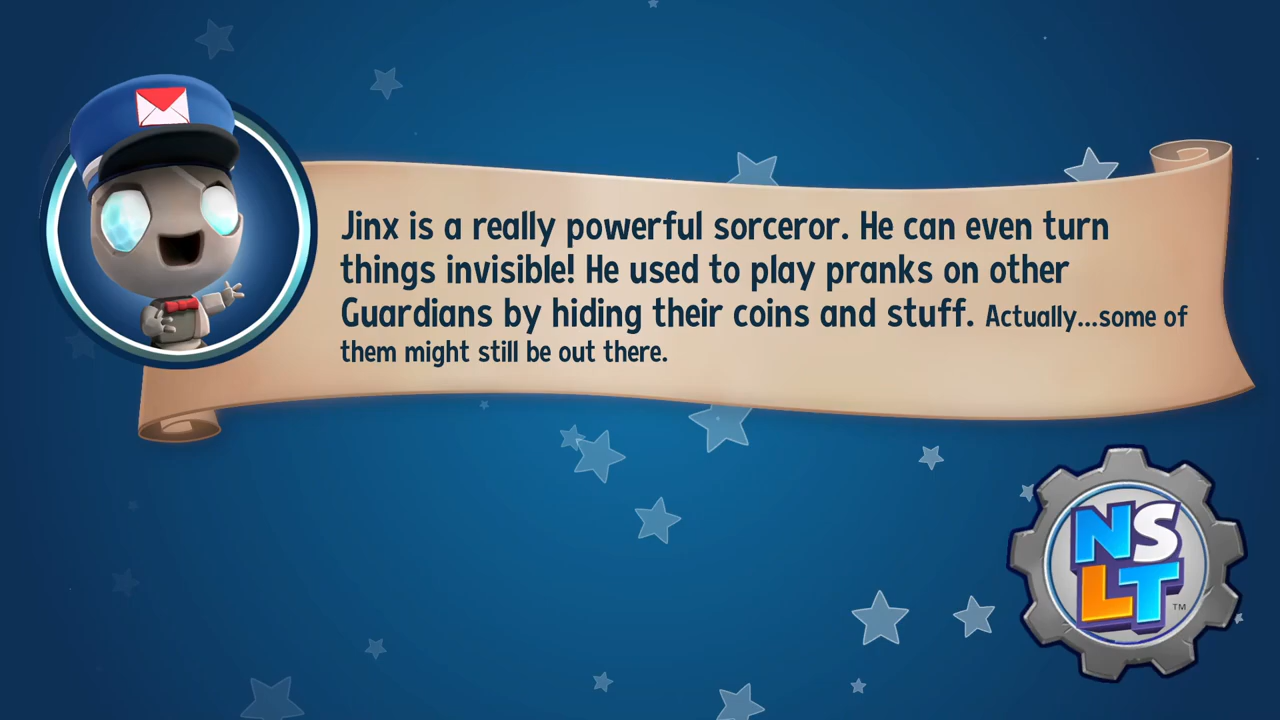 Jinx is a really powerful sorceror. He can even turn
things invisible! He used to play pranks on other
Guardians by hiding their coins and stuff. Actually...some of
them might still be out there.
NS
LT
TM